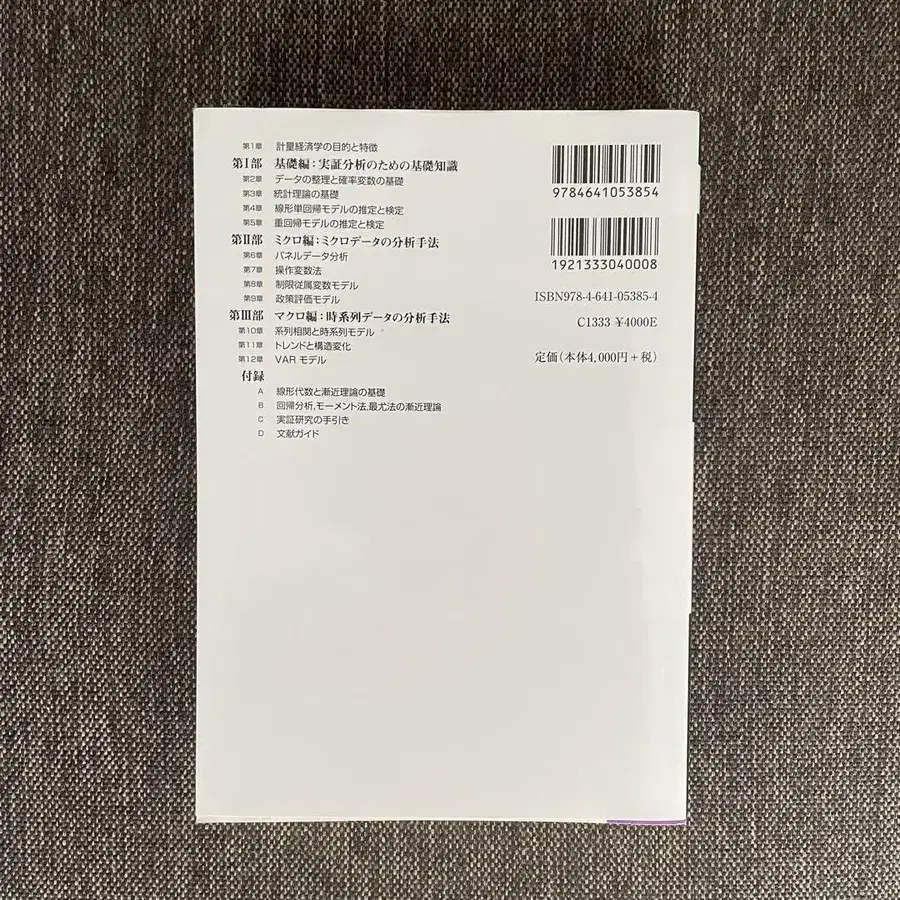 第1章 計量経済学の目的と特徴
第Ⅰ部 基礎編:実証分析のための基礎知識
第2章 データの整理と確率変数の基礎
第3章 統計理論の基礎
第4章 線形単回帰モデルの推定と検定
第5章 重回帰モデルの推定と検定
第Ⅱ部 ミクロ編:ミクロデータの分析手法
第6章 パネルデータ分析
第7章 操作変数法
第8章 制限従属変数モデル
第9章 政策評価モデル
第Ⅲ部 マクロ編:時系列データの分析手法
第10章 系列相関と時系列モデル
第11章 トレンドと構造変化
第12章 VARモデル
付録
A 線形代数と漸近理論の基礎
B 回帰分析,モーメント法,最尤法の漸近理論
C 実証研究の手引き
D 文献ガイド
9784641053854
1921333040008
ISBN978-4-641-05385-4
C1333 ¥4000E
定価(本体4,000円+税)